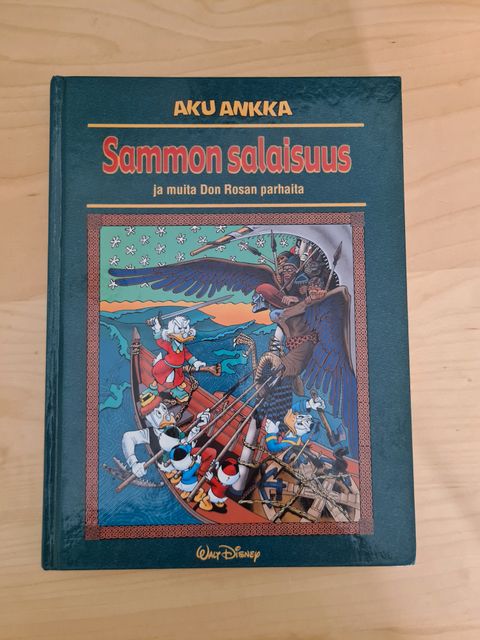 AKU ANKKA
Sammon salaisuus
ja muita Don Rosan parhaita
WALT DISNEY